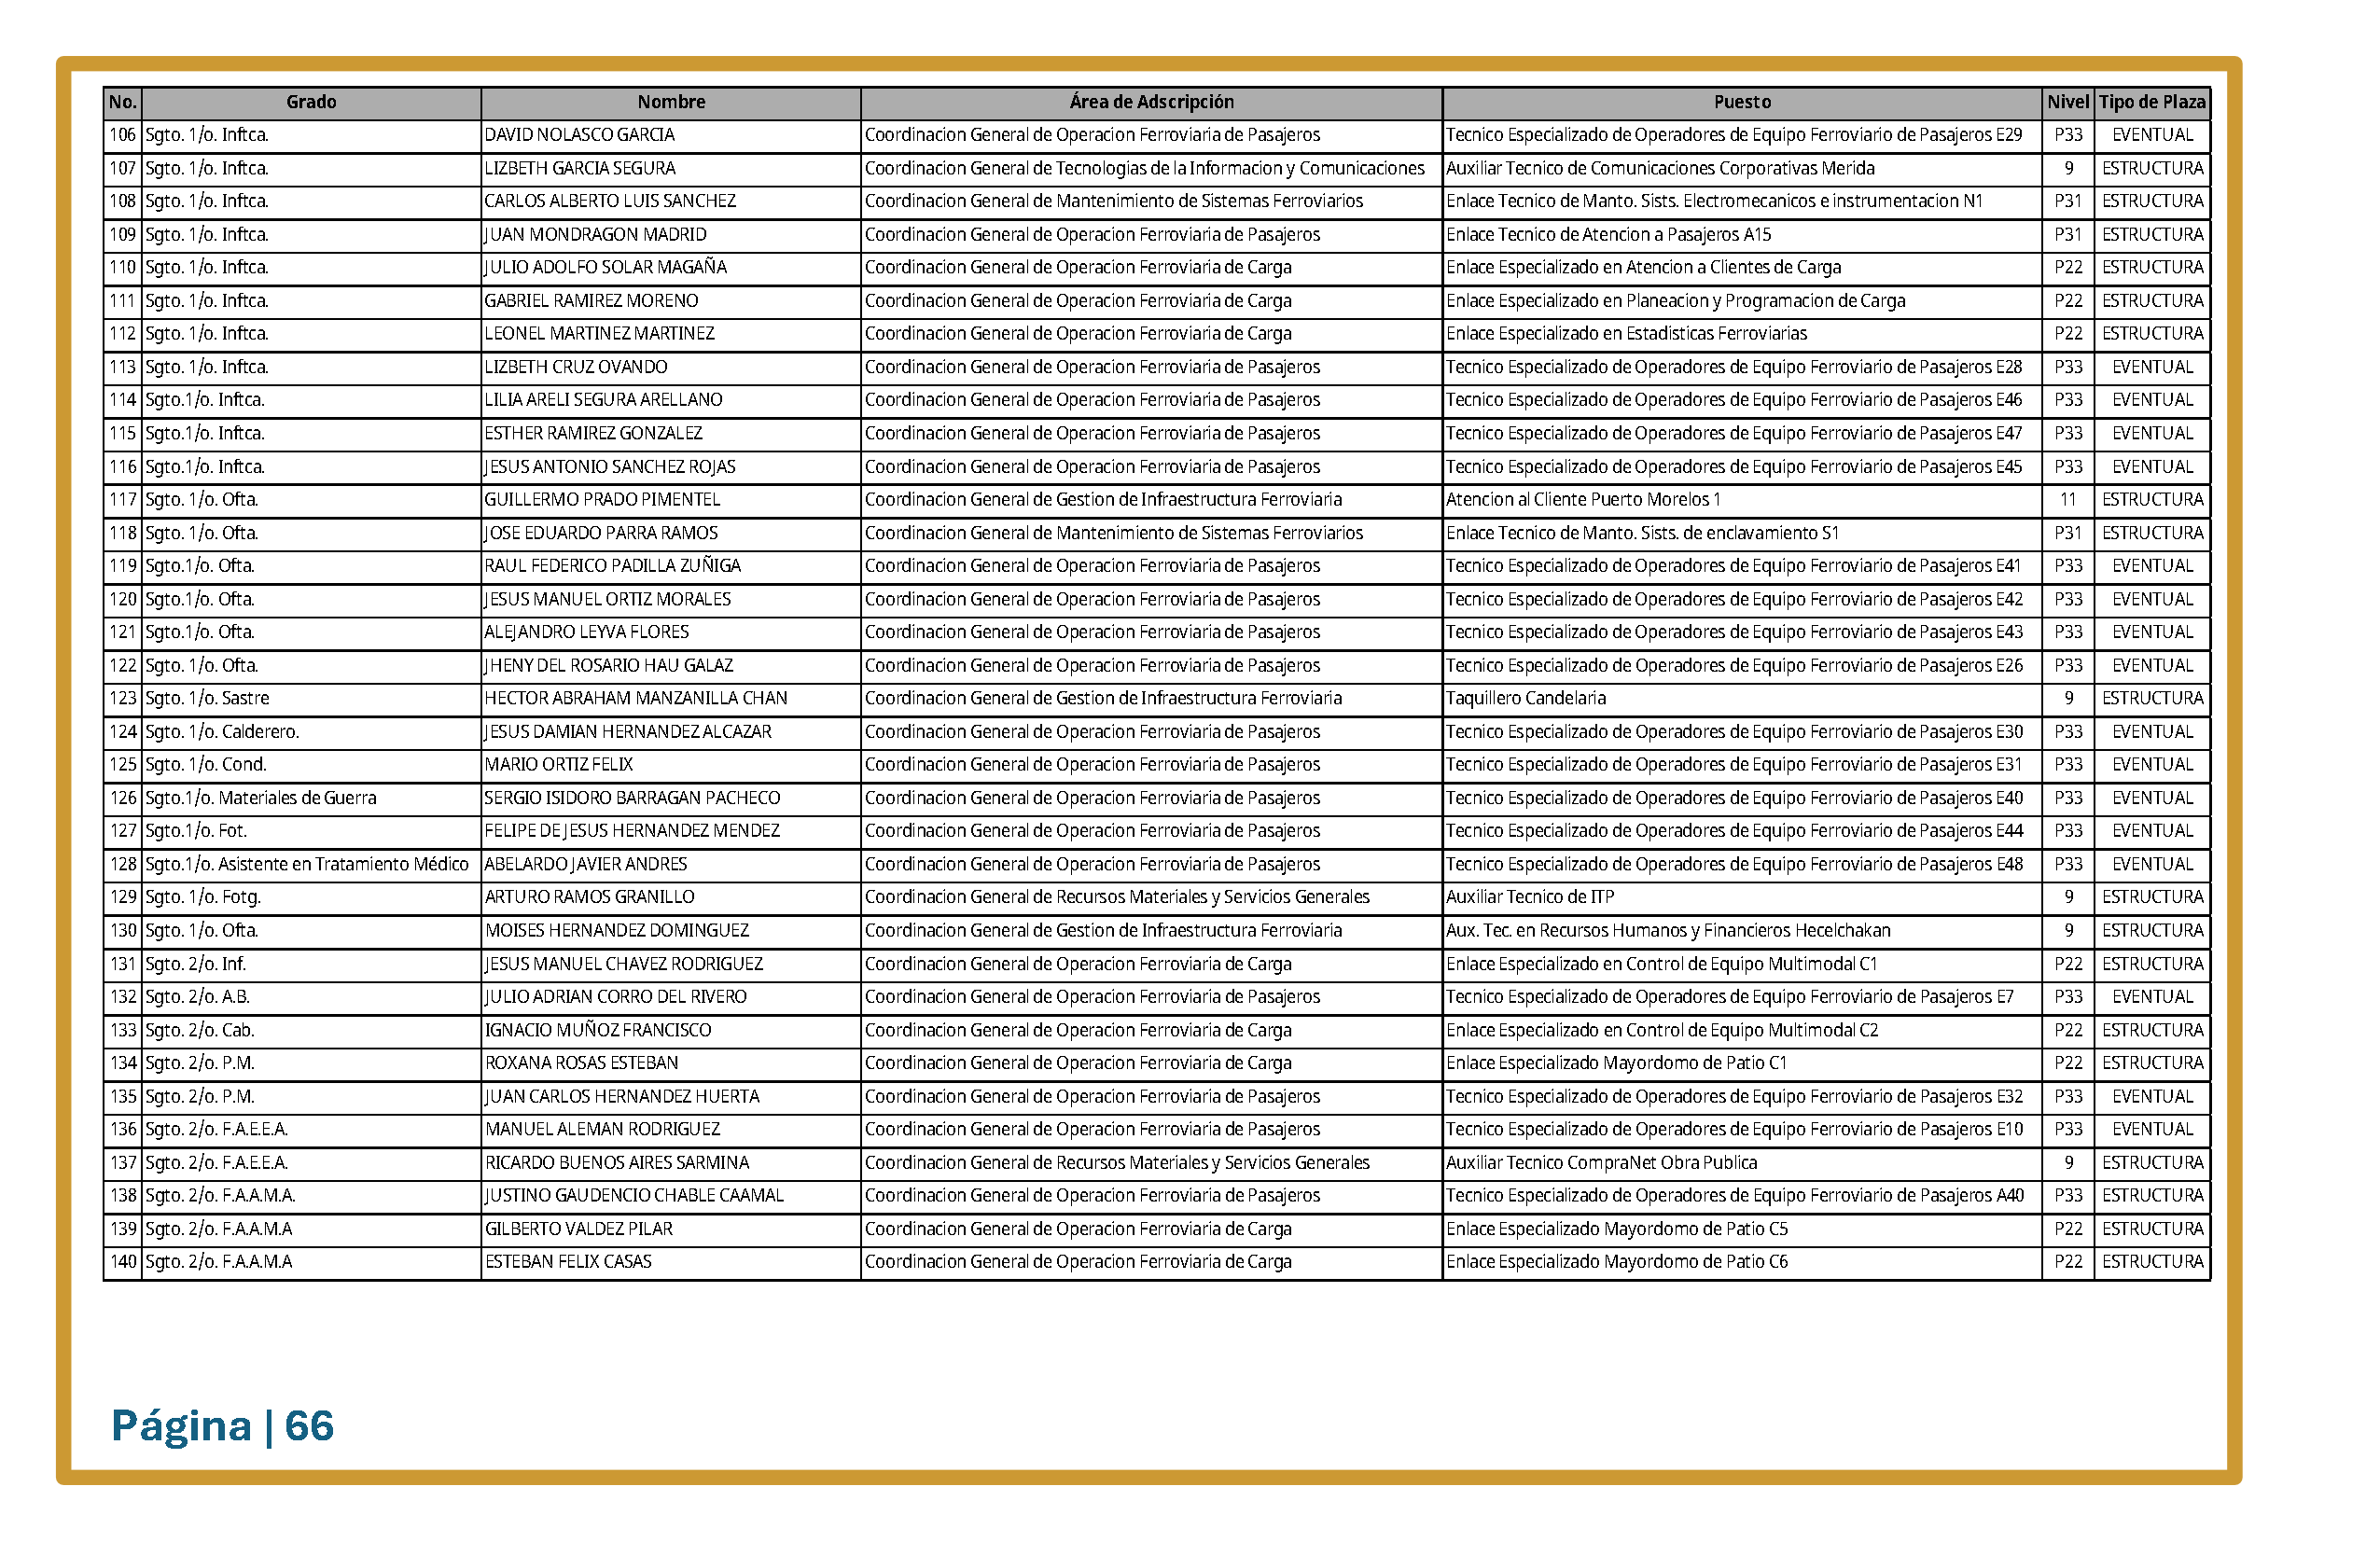 No. Grado Nombre Área de Adscripción Puesto Nivel Tipo de Plaza
106 Sgto. 1/o. Inftca. DAVID NOLASCO GARCIA Coordinacion General de Operacion Ferroviaria de Pasajeros Tecnico Especializado de Operadores de Equipo Ferroviario de Pasajeros E29 P33 EVENTUAL
107 Sgto. 1/o. Inftca. LIZBETH GARCIA SEGURA Coordinacion General de Tecnologias de la Informacion y Comunicaciones Auxiliar Tecnico de Comunicaciones Corporativas Merida 9 ESTRUCTURA
108 Sgto. 1/o. Inftca. CARLOS ALBERTO LUIS SANCHEZ Coordinacion General de Mantenimiento de Sistemas Ferroviarios Enlace Tecnico de Manto. Sists. Electromecanicos e instrumentacion N1 P31 ESTRUCTURA
109 Sgto. 1/o. Inftca. JUAN MONDRAGON MADRID Coordinacion General de Operacion Ferroviaria de Pasajeros Enlace Tecnico de Atencion a Pasajeros A15 P31 ESTRUCTURA
110 Sgto. 1/o. Inftca. JULIO ADOLFO SOLAR MAGAÑA Coordinacion General de Operacion Ferroviaria de Carga Enlace Especializado en Atencion a Clientes de Carga P22 ESTRUCTURA
111 Sgto. 1/o. Inftca. GABRIEL RAMIREZ MORENO Coordinacion General de Operacion Ferroviaria de Carga Enlace Especializado en Planeacion y Programacion de Carga P22 ESTRUCTURA
112 Sgto. 1/o. Inftca. LEONEL MARTINEZ MARTINEZ Coordinacion General de Operacion Ferroviaria de Carga Enlace Especializado en Estadisticas Ferroviarias P22 ESTRUCTURA
113 Sgto. 1/o. Inftca. LIZBETH CRUZ OVANDO Coordinacion General de Operacion Ferroviaria de Pasajeros Tecnico Especializado de Operadores de Equipo Ferroviario de Pasajeros E28 P33 EVENTUAL
114 Sgto.1/o. Inftca. LILIA ARELI SEGURA ARELLANO Coordinacion General de Operacion Ferroviaria de Pasajeros Tecnico Especializado de Operadores de Equipo Ferroviario de Pasajeros E46 P33 EVENTUAL
115 Sgto.1/o. Inftca. ESTHER RAMIREZ GONZALEZ Coordinacion General de Operacion Ferroviaria de Pasajeros Tecnico Especializado de Operadores de Equipo Ferroviario de Pasajeros E47 P33 EVENTUAL
116 Sgto.1/o. Inftca. JESUS ANTONIO SANCHEZ ROJAS Coordinacion General de Operacion Ferroviaria de Pasajeros Tecnico Especializado de Operadores de Equipo Ferroviario de Pasajeros E45 P33 EVENTUAL
117 Sgto. 1/o. Ofta. GUILLERMO PRADO PIMENTEL Coordinacion General de Gestion de Infraestructura Ferroviaria Atencion al Cliente Puerto Morelos 1 11 ESTRUCTURA
118 Sgto. 1/o. Ofta. JOSE EDUARDO PARRA RAMOS Coordinacion General de Mantenimiento de Sistemas Ferroviarios Enlace Tecnico de Manto. Sists. de enclavamiento S1 P31 ESTRUCTURA
119 Sgto.1/o. Ofta. RAUL FEDERICO PADILLA ZUÑIGA Coordinacion General de Operacion Ferroviaria de Pasajeros Tecnico Especializado de Operadores de Equipo Ferroviario de Pasajeros E41 P33 EVENTUAL
120 Sgto.1/o. Ofta. JESUS MANUEL ORTIZ MORALES Coordinacion General de Operacion Ferroviaria de Pasajeros Tecnico Especializado de Operadores de Equipo Ferroviario de Pasajeros E42 P33 EVENTUAL
121 Sgto.1/o. Ofta. ALEJANDRO LEYVA FLORES Coordinacion General de Operacion Ferroviaria de Pasajeros Tecnico Especializado de Operadores de Equipo Ferroviario de Pasajeros E43 P33 EVENTUAL
122 Sgto. 1/o. Ofta. JHENY DEL ROSARIO HAU GALAZ Coordinacion General de Operacion Ferroviaria de Pasajeros Tecnico Especializado de Operadores de Equipo Ferroviario de Pasajeros E26 P33 EVENTUAL
123 Sgto. 1/o. Sastre HECTOR ABRAHAM MANZANILLA CHAN Coordinacion General de Gestion de Infraestructura Ferroviaria Taquillero Candelaria 9 ESTRUCTURA
124 Sgto. 1/o. Calderero. JESUS DAMIAN HERNANDEZ ALCAZAR Coordinacion General de Operacion Ferroviaria de Pasajeros Tecnico Especializado de Operadores de Equipo Ferroviario de Pasajeros E30 P33 EVENTUAL
125 Sgto. 1/o. Cond. MARIO ORTIZ FELIX Coordinacion General de Operacion Ferroviaria de Pasajeros Tecnico Especializado de Operadores de Equipo Ferroviario de Pasajeros E31 P33 EVENTUAL
126 Sgto.1/o. Materiales de Guerra SERGIO ISIDORO BARRAGAN PACHECO Coordinacion General de Operacion Ferroviaria de Pasajeros Tecnico Especializado de Operadores de Equipo Ferroviario de Pasajeros E40 P33 EVENTUAL
127 Sgto.1/o. Fot. FELIPE DE JESUS HERNANDEZ MENDEZ Coordinacion General de Operacion Ferroviaria de Pasajeros Tecnico Especializado de Operadores de Equipo Ferroviario de Pasajeros E44 P33 EVENTUAL
128 Sgto.1/o. Asistente en Tratamiento Médico ABELARDO JAVIER ANDRES Coordinacion General de Operacion Ferroviaria de Pasajeros Tecnico Especializado de Operadores de Equipo Ferroviario de Pasajeros E48 P33 EVENTUAL
129 Sgto. 1/o. Fotg. ARTURO RAMOS GRANILLO Coordinacion General de Recursos Materiales y Servicios Generales Auxiliar Tecnico de ITP 9 ESTRUCTURA
130 Sgto. 1/o. Ofta. MOISES HERNANDEZ DOMINGUEZ Coordinacion General de Gestion de Infraestructura Ferroviaria Aux. Tec. en Recursos Humanos y Financieros Hecelchakan 9 ESTRUCTURA
131 Sgto. 2/o. Inf. JESUS MANUEL CHAVEZ RODRIGUEZ Coordinacion General de Operacion Ferroviaria de Carga Enlace Especializado en Control de Equipo Multimodal C1 P22 ESTRUCTURA
132 Sgto. 2/o. A.B. JULIO ADRIAN CORRO DEL RIVERO Coordinacion General de Operacion Ferroviaria de Pasajeros Tecnico Especializado de Operadores de Equipo Ferroviario de Pasajeros E7 P33 EVENTUAL
133 Sgto. 2/o. Cab. IGNACIO MUÑOZ FRANCISCO Coordinacion General de Operacion Ferroviaria de Carga Enlace Especializado en Control de Equipo Multimodal C2 P22 ESTRUCTURA
134 Sgto. 2/o. P.M. ROXANA ROSAS ESTEBAN Coordinacion General de Operacion Ferroviaria de Carga Enlace Especializado Mayordomo de Patio C1 P22 ESTRUCTURA
135 Sgto. 2/o. P.M. JUAN CARLOS HERNANDEZ HUERTA Coordinacion General de Operacion Ferroviaria de Pasajeros Tecnico Especializado de Operadores de Equipo Ferroviario de Pasajeros E32 P33 EVENTUAL
136 Sgto. 2/o. F.A.E.E.A. MANUEL ALEMAN RODRIGUEZ Coordinacion General de Operacion Ferroviaria de Pasajeros Tecnico Especializado de Operadores de Equipo Ferroviario de Pasajeros E10 P33 EVENTUAL
137 Sgto. 2/o. F.A.E.E.A. RICARDO BUENOS AIRES SARMINA Coordinacion General de Recursos Materiales y Servicios Generales Auxiliar Tecnico CompraNet Obra Publica 9 ESTRUCTURA
138 Sgto. 2/o. F.A.A.M.A. JUSTINO GAUDENCIO CHABLE CAAMAL Coordinacion General de Operacion Ferroviaria de Pasajeros Tecnico Especializado de Operadores de Equipo Ferroviario de Pasajeros A40 P33 ESTRUCTURA
139 Sgto. 2/o. F.A.A.M.A GILBERTO VALDEZ PILAR Coordinacion General de Operacion Ferroviaria de Carga Enlace Especializado Mayordomo de Patio C5 P22 ESTRUCTURA
140 Sgto. 2/o. F.A.A.M.A ESTEBAN FELIX CASAS Coordinacion General de Operacion Ferroviaria de Carga Enlace Especializado Mayordomo de Patio C6 P22 ESTRUCTURA
Página | 66